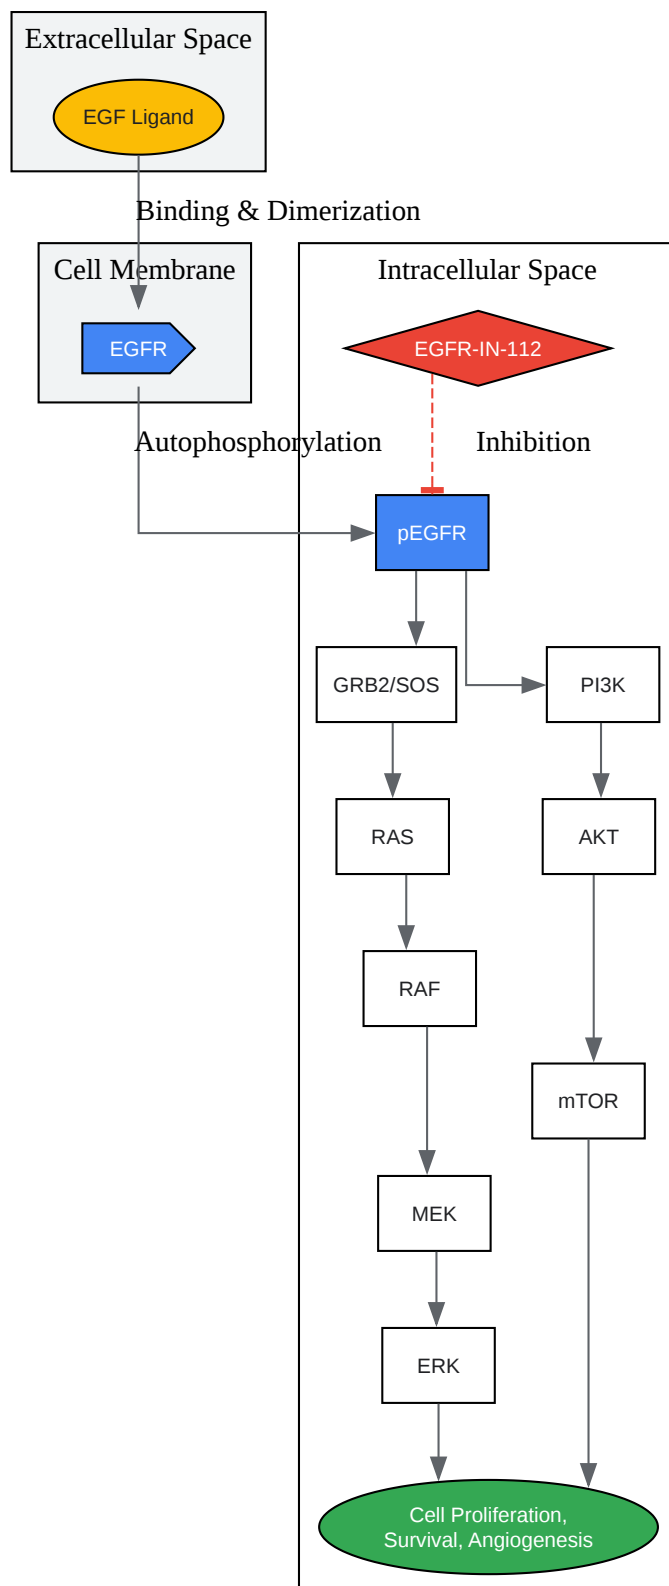 Extracellular Space
EGF Ligand
Binding & Dimerization
Cell Membrane
Intracellular Space
EGFR
EGFR-IN-112
Autophosphorylation
Inhibition
pEGFR
GRB2/SOS
PI3K
RAS
AKT
RAF
mTOR
MEK
ERK
Cell Proliferation,
Survival, Angiogenesis